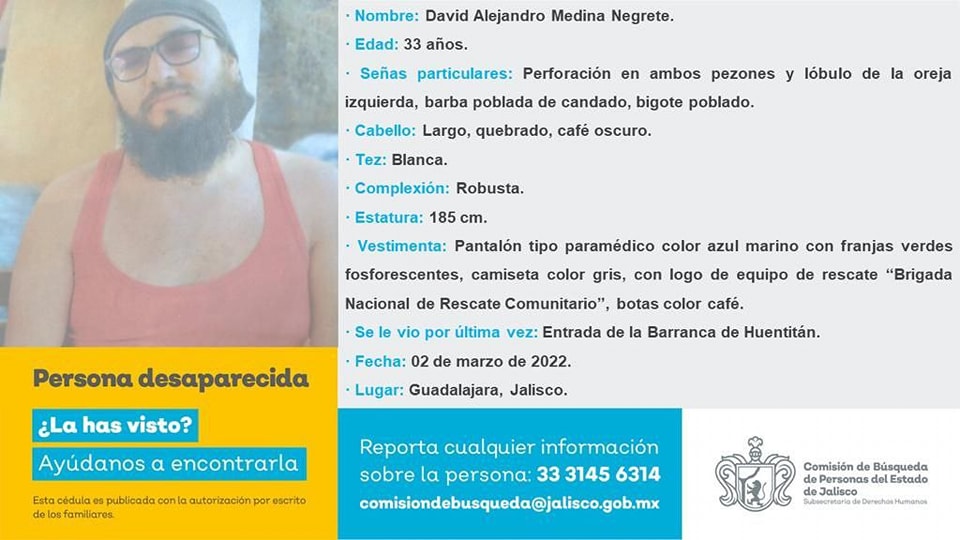 · Nombre: David Alejandro Medina Negrete.
· Edad: 33 años.
· Señas particulares: Perforación en ambos pezones y lóbulo de la oreja
izquierda, barba poblada de candado, bigote poblado.
· Cabello: Largo, quebrado, café oscuro.
· Tez: Blanca.
· Complexión: Robusta.
· Estatura: 185 cm.
· Vestimenta: Pantalón tipo paramédico color azul marino con franjas verdes
fosforescentes, camiseta color gris, con logo de equipo de rescate “Brigada
Nacional de Rescate Comunitario”, botas color café.
· Se le vio por última vez: Entrada de la Barranca de Huentitán.
· Fecha: 02 de marzo de 2022.
· Lugar: Guadalajara, Jalisco.
Persona desaparecida
¿La has visto?
Ayúdanos a encontrarla
Esta cédula es publicada con la autorización por escrito
de los familiares.
Reporta cualquier información
sobre la persona: 33 3145 6314
comisiondebusqueda@jalisco.gob.mx
Comisión de Búsqueda
de Personas del Estado
de Jalisco
Subsecretaría de Derechos Humanos